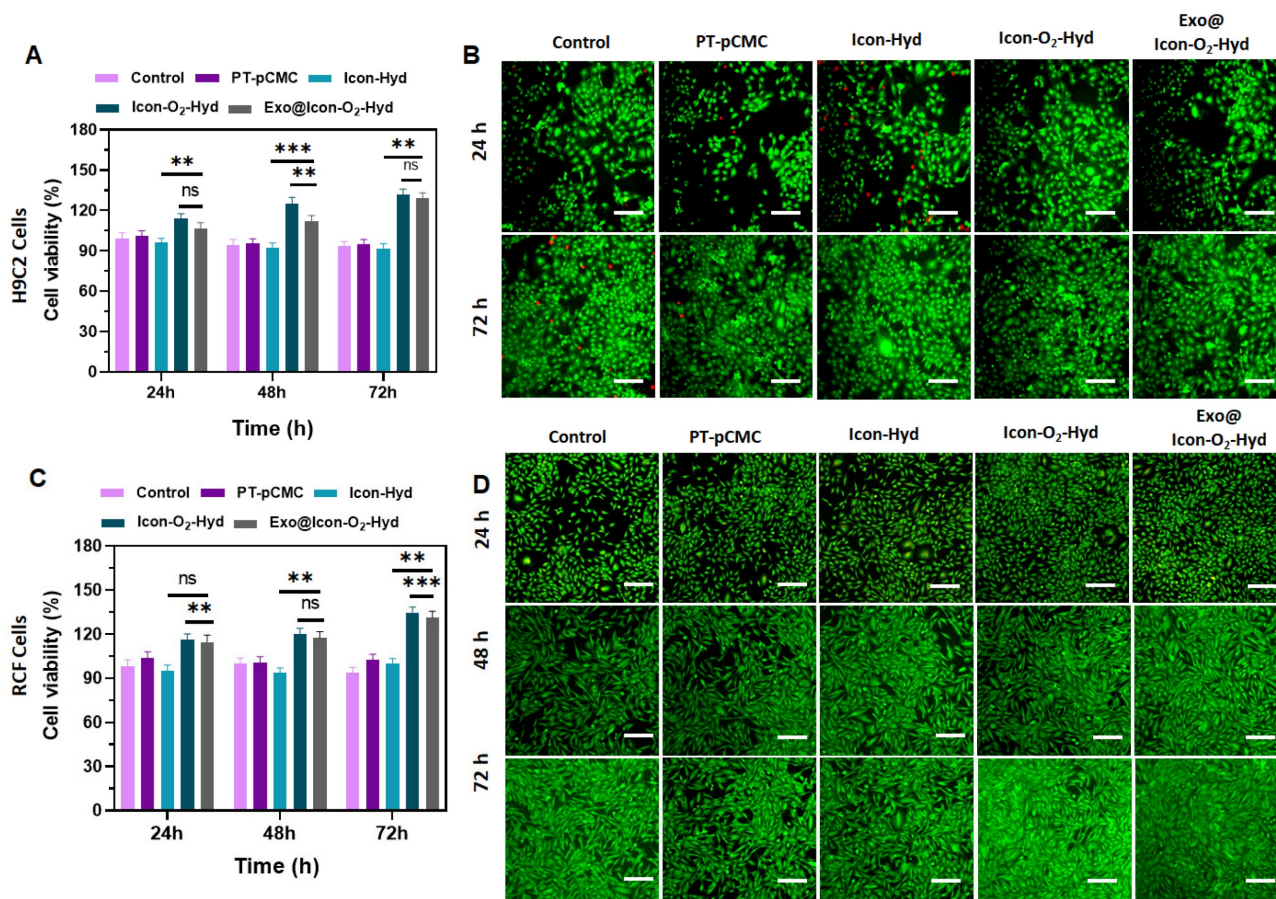 A
Control PT-pCMC Icon-Hyd
Icon-O₂-Hyd Exo@Icon-O₂-Hyd
H9C2 Cells
Cell viability (%)
180
150
120
90
60
30
0
**
ns
***
**
**
ns
24h 48h 72h
Time (h)
B
Control PT-pCMC Icon-Hyd Icon-O₂-Hyd Exo@
Icon-O₂-Hyd
24 h
72 h
C
Control PT-pCMC Icon-Hyd
Icon-O₂-Hyd Exo@Icon-O₂-Hyd
RCF Cells
Cell viability (%)
180
150
120
90
60
30
0
ns
**
**
ns
**
***
24h 48h 72h
Time (h)
D
Control PT-pCMC Icon-Hyd Icon-O₂-Hyd Exo@
Icon-O₂-Hyd
24 h
48 h
72 h